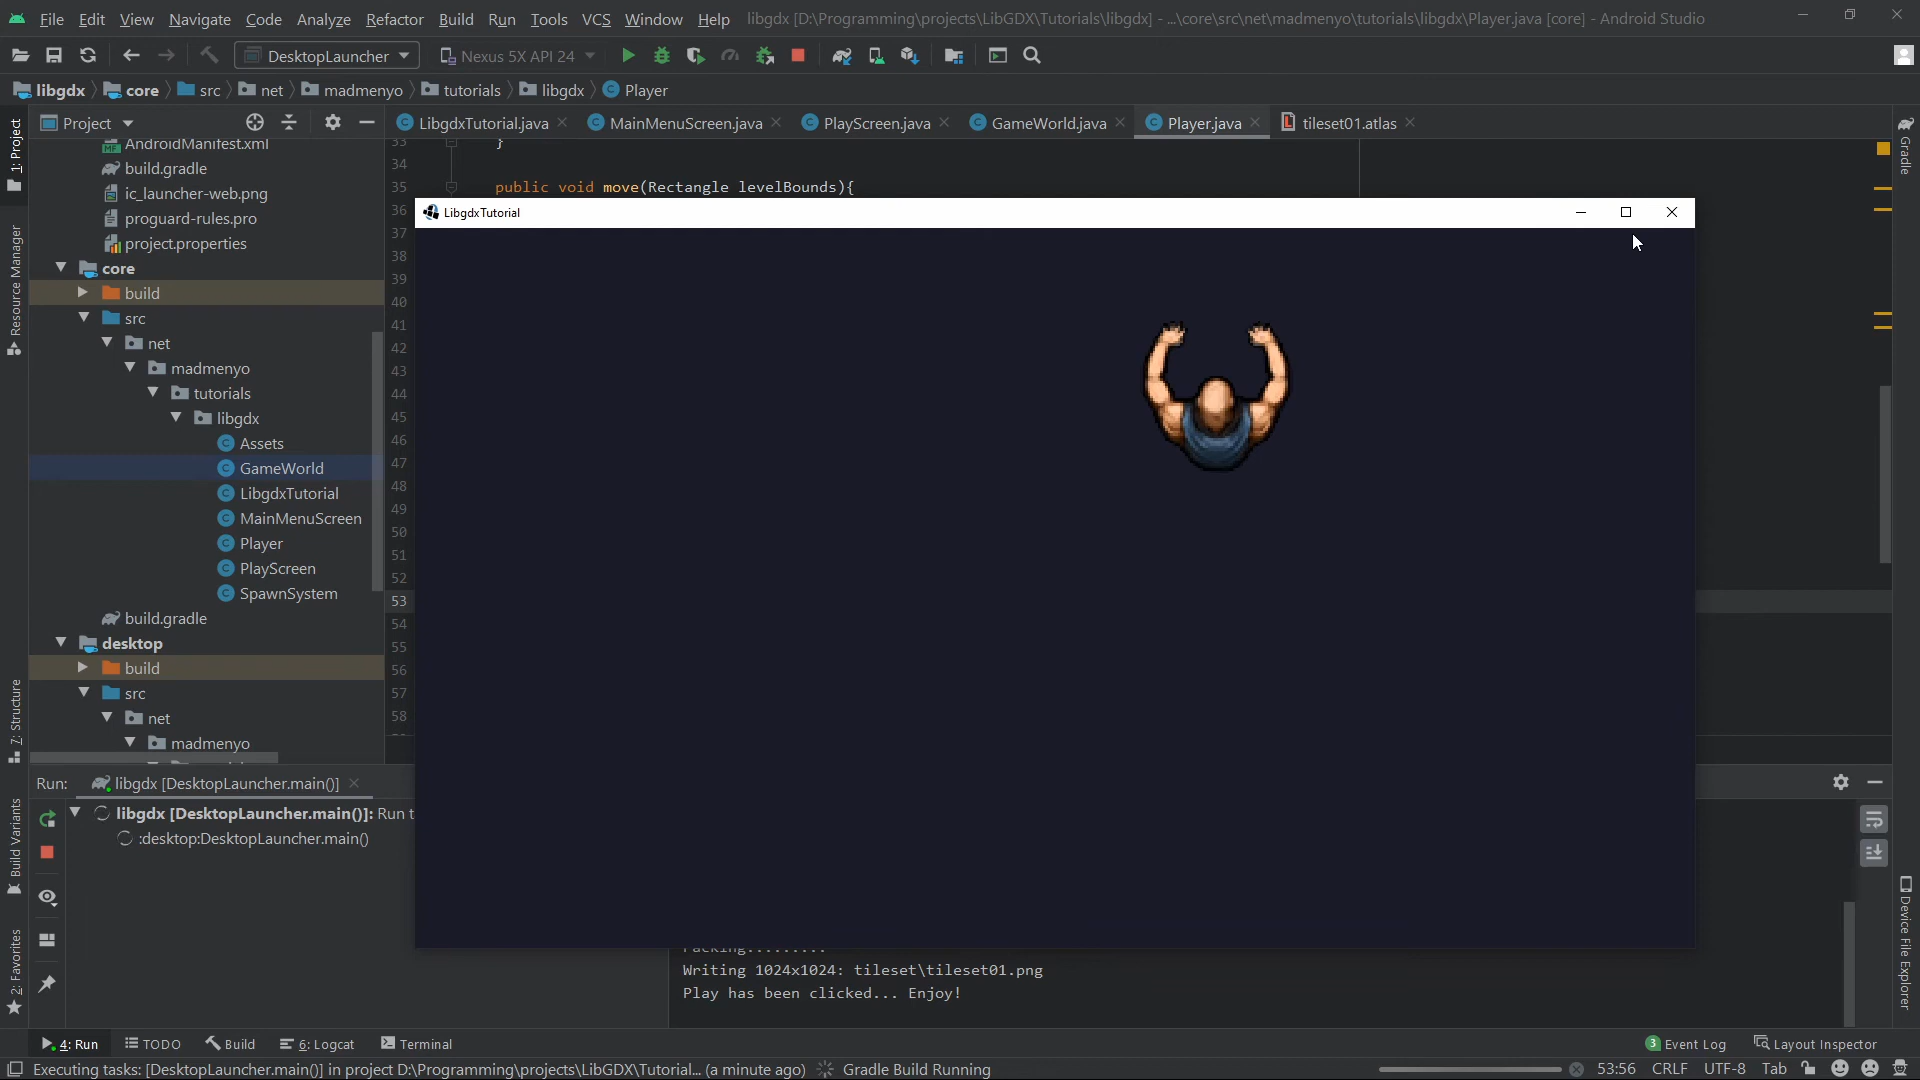 File Edit View Navigate Code Analyze Refactor Build Run Tools VCS Window Help libgdx [D:\Programming\projects\LibGDX\Tutorials\libgdx] - ...\core\src\net\madmenyo\tutorials\libgdx\Player.java [core] - Android Studio
DesktopLauncher Nexus 5X API 24
libgdx core src net madmenyo tutorials libgdx Player
Project LibgdxTutorial.java MainMenuScreen.java PlayScreen.java GameWorld.java Player.java tileset01.atlas
1: Project
Resource Manager
7: Structure
Build Variants
2: Favorites
Gradle
Device File Explorer
AndroidManifest.xml
build.gradle
ic_launcher-web.png
proguard-rules.pro
project.properties
core
build
src
net
madmenyo
tutorials
libgdx
Assets
GameWorld
LibgdxTutorial
MainMenuScreen
Player
PlayScreen
SpawnSystem
build.gradle
desktop
build
src
net
madmenyo
33 }
34
35 public void move(Rectangle levelBounds){
36
37
38
39
40
41
42
43
44
45
46
47
48
49
50
51
52
53
54
55
56
57
58
LibgdxTutorial
Run: libgdx [DesktopLauncher.main()]
libgdx [DesktopLauncher.main()]: Run t
:desktop:DesktopLauncher.main()
Packing.........
Writing 1024x1024: tileset\tileset01.png
Play has been clicked... Enjoy!
4: Run TODO Build 6: Logcat Terminal 3 Event Log Layout Inspector
Executing tasks: [DesktopLauncher.main()] in project D:\Programming\projects\LibGDX\Tutorial... (a minute ago) Gradle Build Running 53:56 CRLF UTF-8 Tab